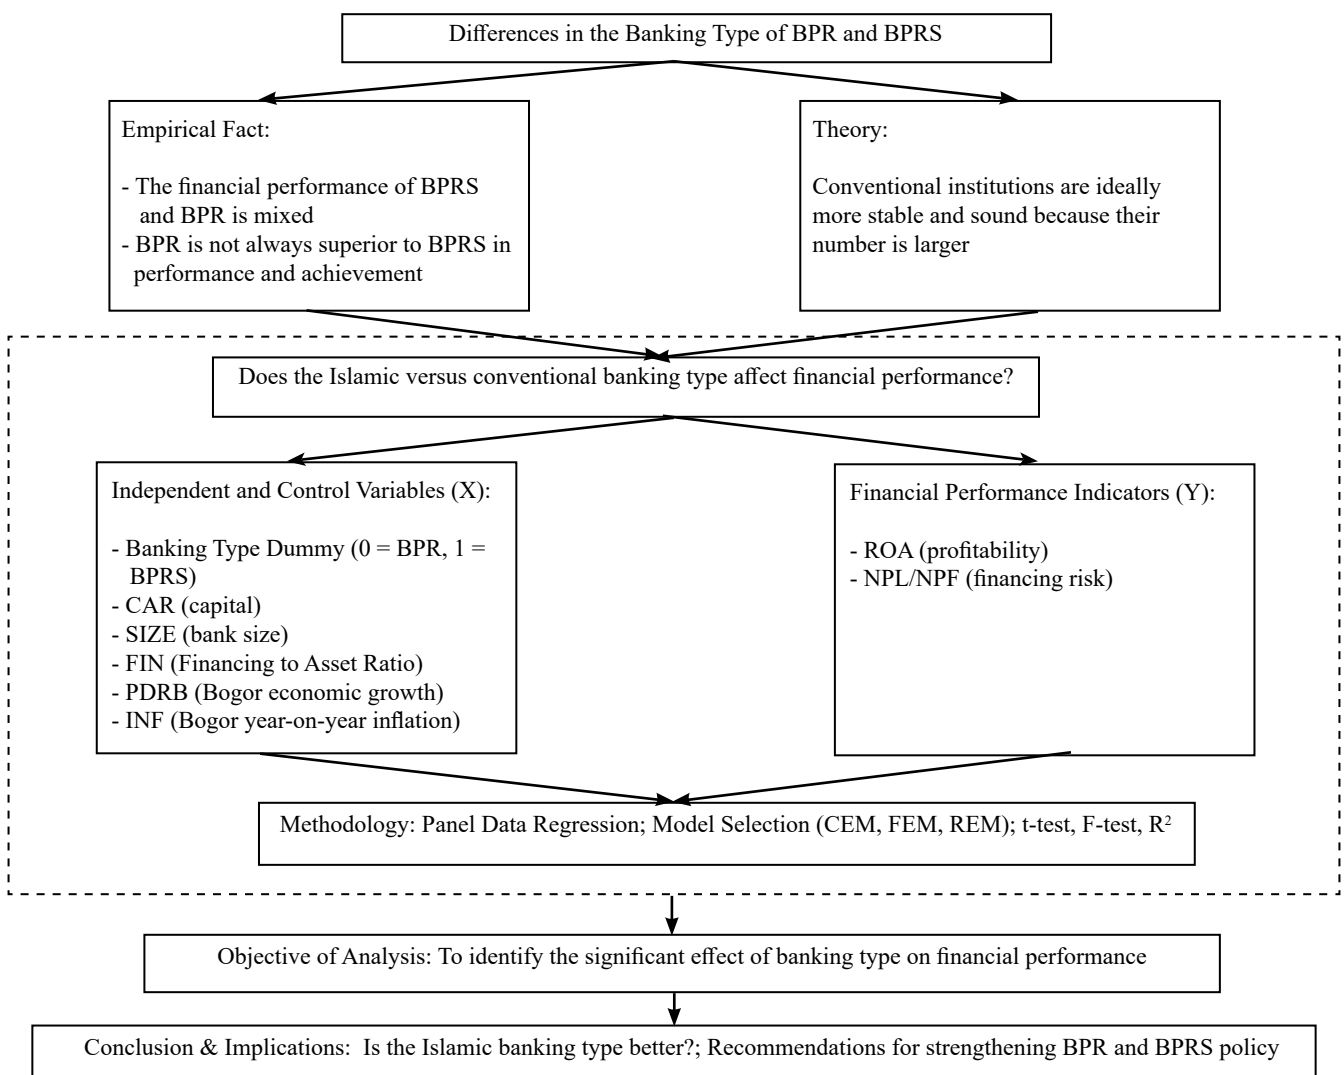 Differences in the Banking Type of BPR and BPRS
Empirical Fact:
- The financial performance of BPRS
and BPR is mixed
- BPR is not always superior to BPRS in
performance and achievement
Theory:
Conventional institutions are ideally
more stable and sound because their
number is larger
Does the Islamic versus conventional banking type affect financial performance?
Independent and Control Variables (X):
- Banking Type Dummy (0 = BPR, 1 =
BPRS)
- CAR (capital)
- SIZE (bank size)
- FIN (Financing to Asset Ratio)
- PDRB (Bogor economic growth)
- INF (Bogor year-on-year inflation)
Financial Performance Indicators (Y):
- ROA (profitability)
- NPL/NPF (financing risk)
Methodology: Panel Data Regression; Model Selection (CEM, FEM, REM); t-test, F-test, R²
Objective of Analysis: To identify the significant effect of banking type on financial performance
Conclusion & Implications: Is the Islamic banking type better?; Recommendations for strengthening BPR and BPRS policy